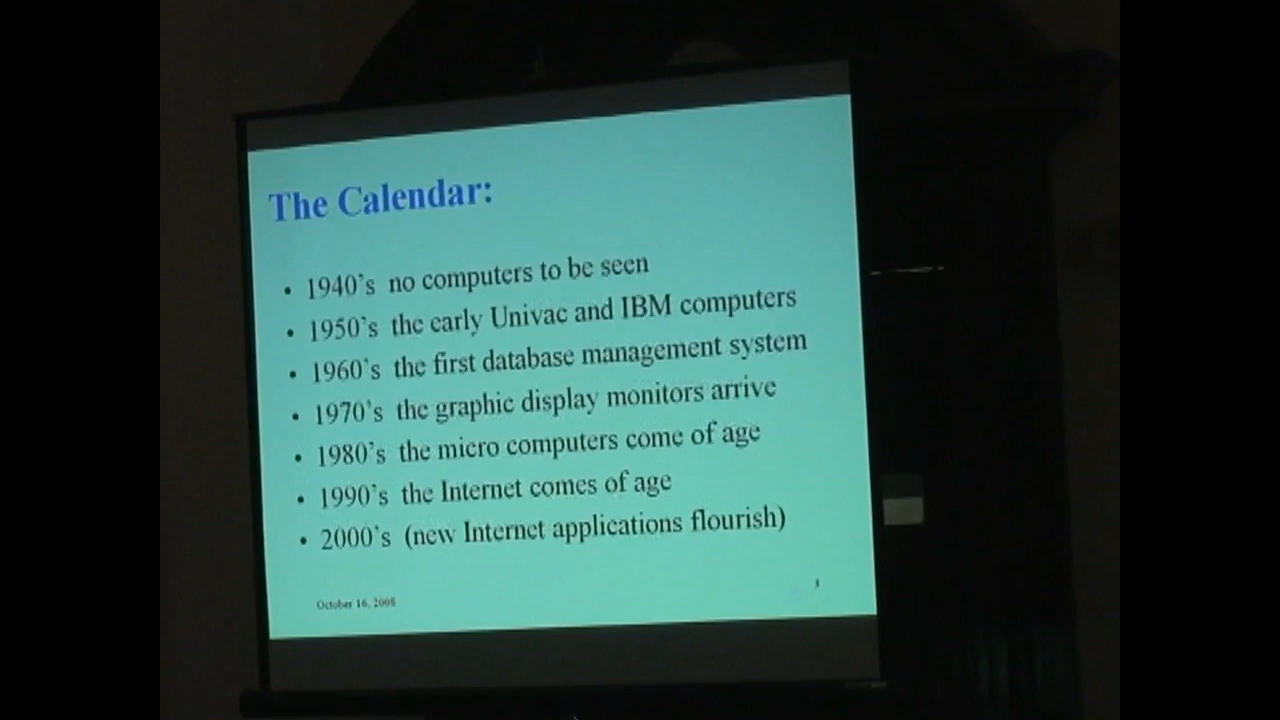 The Calendar:
• 1940's no computers to be seen
• 1950's the early Univac and IBM computers
• 1960's the first database management system
• 1970's the graphic display monitors arrive
• 1980's the micro computers come of age
• 1990's the Internet comes of age
• 2000's (new Internet applications flourish)
October 16, 2008
3